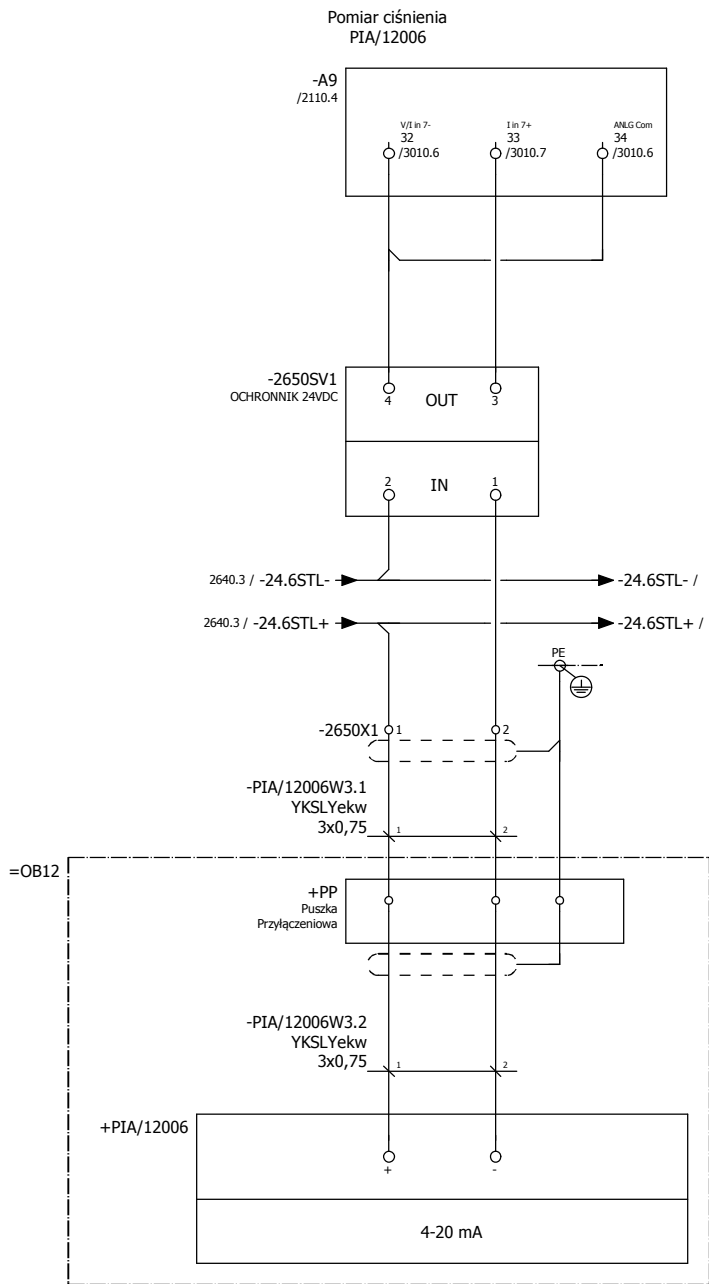 Pomiar ciśnienia
PIA/12006
-A9
/2110.4
V/I in 7-
32
/3010.6
I in 7+
33
/3010.7
ANLG Com
34
/3010.6
-2650SV1
OCHRONNIK 24VDC
4
OUT
3
2
IN
1
2640.3 / -24.6STL-
-24.6STL- /
2640.3 / -24.6STL+
-24.6STL+ /
PE
-2650X1
1
2
-PIA/12006W3.1
YKSLYekw
3x0,75
1
2
=OB12
+PP
Puszka
Przyłączeniowa
-PIA/12006W3.2
YKSLYekw
3x0,75
1
2
+PIA/12006
+
-
4-20 mA